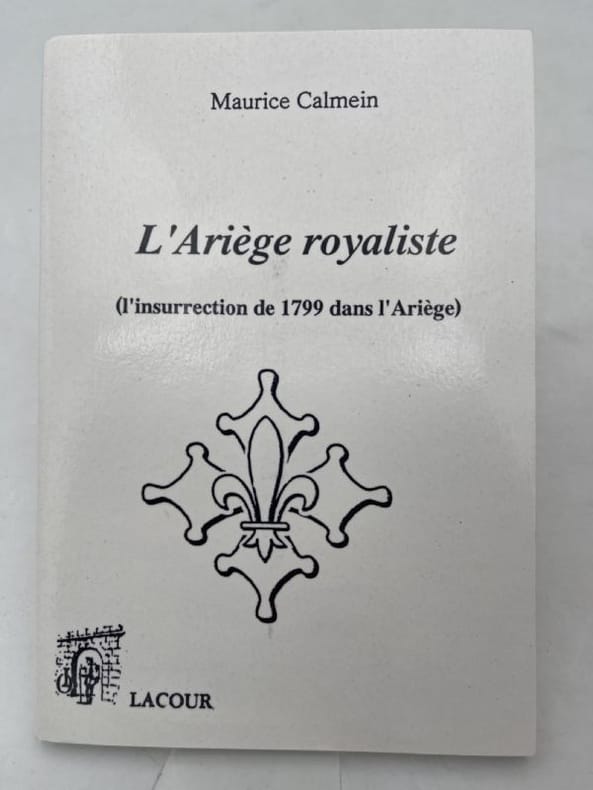 Maurice Calmein
L'Ariège royaliste
(l'insurrection de 1799 dans l'Ariège)
LACOUR